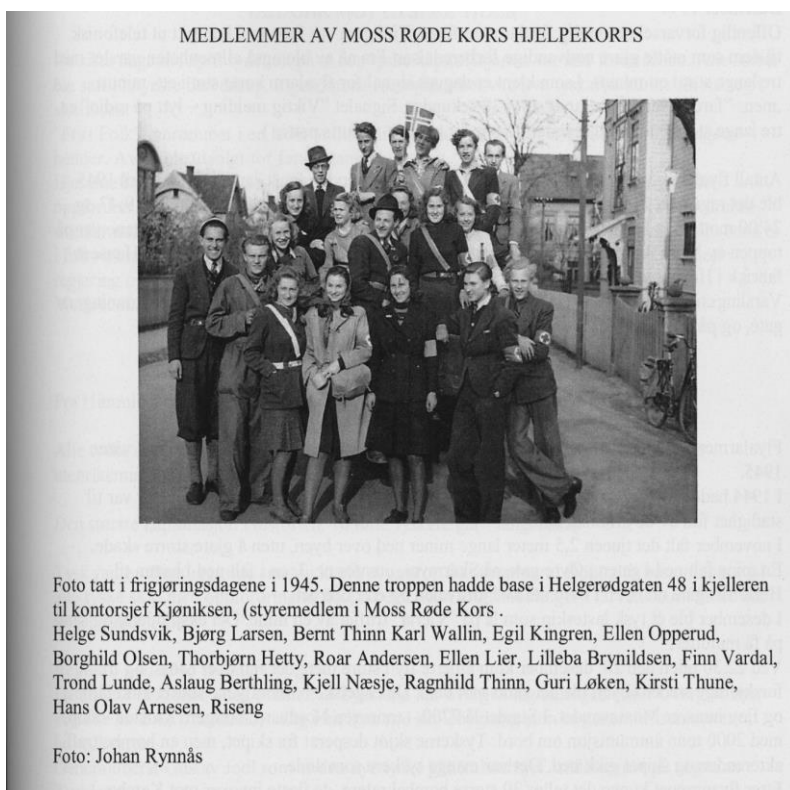 MEDLEMMER AV MOSS RØDE KORS HJELPEKORPS
Foto tatt i frigjøringsdagene i 1945. Denne troppen hadde base i Helgerødgaten 48 i kjelleren
til kontorsjef Kjøniksen, (styremedlem i Moss Røde Kors .
Helge Sundsvik, Bjørg Larsen, Bernt Thinn Karl Wallin, Egil Kingren, Ellen Opperud,
Borghild Olsen, Thorbjørn Hetty, Roar Andersen, Ellen Lier, Lilleba Brynildsen, Finn Vardal,
Trond Lunde, Aslaug Berthling, Kjell Næsje, Ragnhild Thinn, Guri Løken, Kirsti Thune,
Hans Olav Arnesen, Riseng
Foto: Johan Rynnås